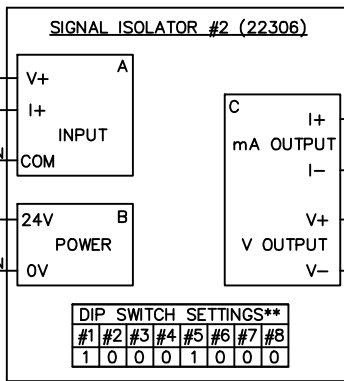 SIGNAL ISOLATOR #2 (22306)
A
V+
I+
INPUT
COM
B
24V
POWER
0V
C
I+
mA OUTPUT
I-
V+
V OUTPUT
V-
DIP SWITCH SETTINGS**
#1 #2 #3 #4 #5 #6 #7 #8
1 0 0 0 1 0 0 0